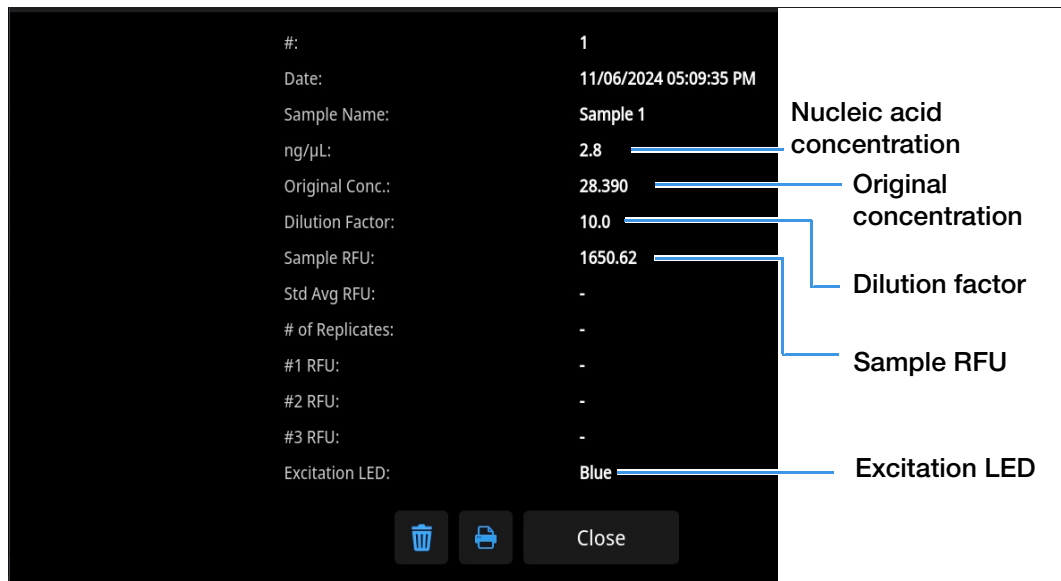 #: 1
Date: 11/06/2024 05:09:35 PM
Sample Name: Sample 1
ng/µL: 2.8
Original Conc.: 28.390
Dilution Factor: 10.0
Sample RFU: 1650.62
Std Avg RFU: -
# of Replicates: -
#1 RFU: -
#2 RFU: -
#3 RFU: -
Excitation LED: Blue
Close
Nucleic acid
concentration
Original
concentration
Dilution factor
Sample RFU
Excitation LED